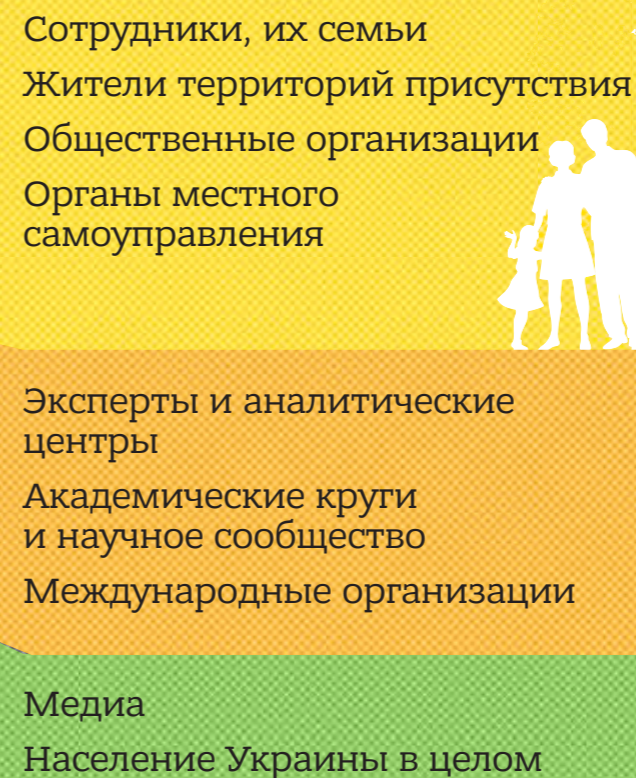 Сотрудники, их семьи
Жители территорий присутствия
Общественные организации
Органы местного
самоуправления
Эксперты и аналитические
центры
Академические круги
и научное сообщество
Международные организации
Медиа
Население Украины в целом